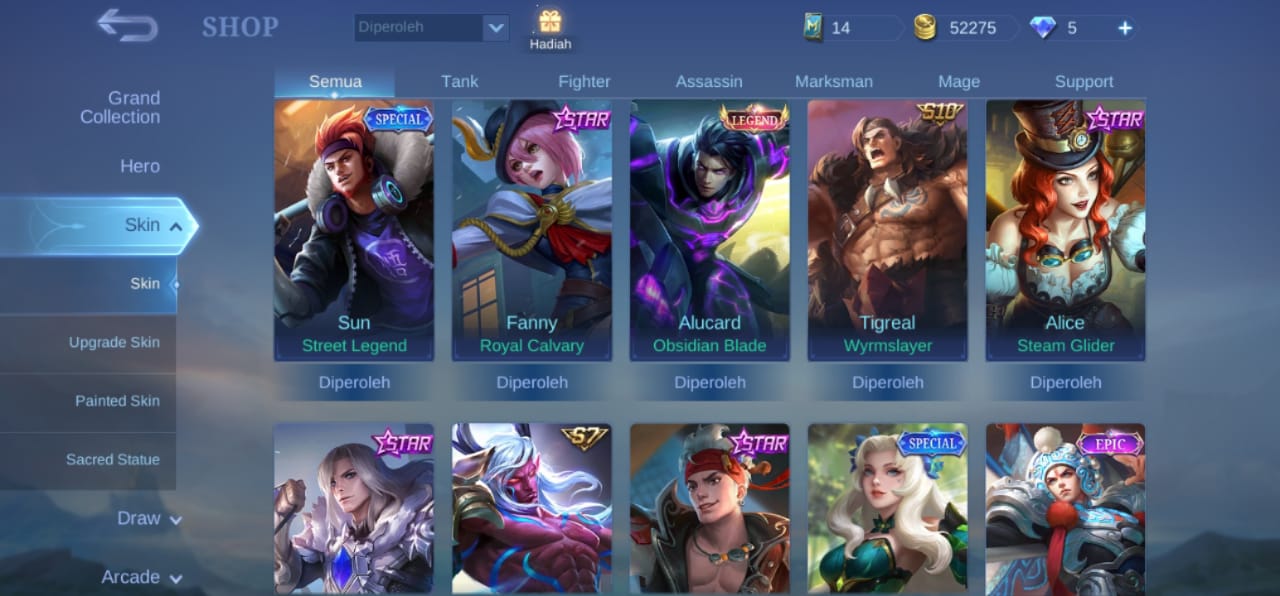 SHOP
Diperoleh
Hadiah
14
52275
5
+
Grand
Collection
Hero
Skin
Skin
Upgrade Skin
Painted Skin
Sacred Statue
Draw
Arcade
Semua
Tank
Fighter
Assassin
Marksman
Mage
Support
SPECIAL
STAR
LEGEND
S10
STAR
悟
Sun
Street Legend
Fanny
Royal Calvary
Alucard
Obsidian Blade
Tigreal
Wyrmslayer
Alice
Steam Glider
Diperoleh
Diperoleh
Diperoleh
Diperoleh
Diperoleh
STAR
S7
STAR
SPECIAL
EPIC